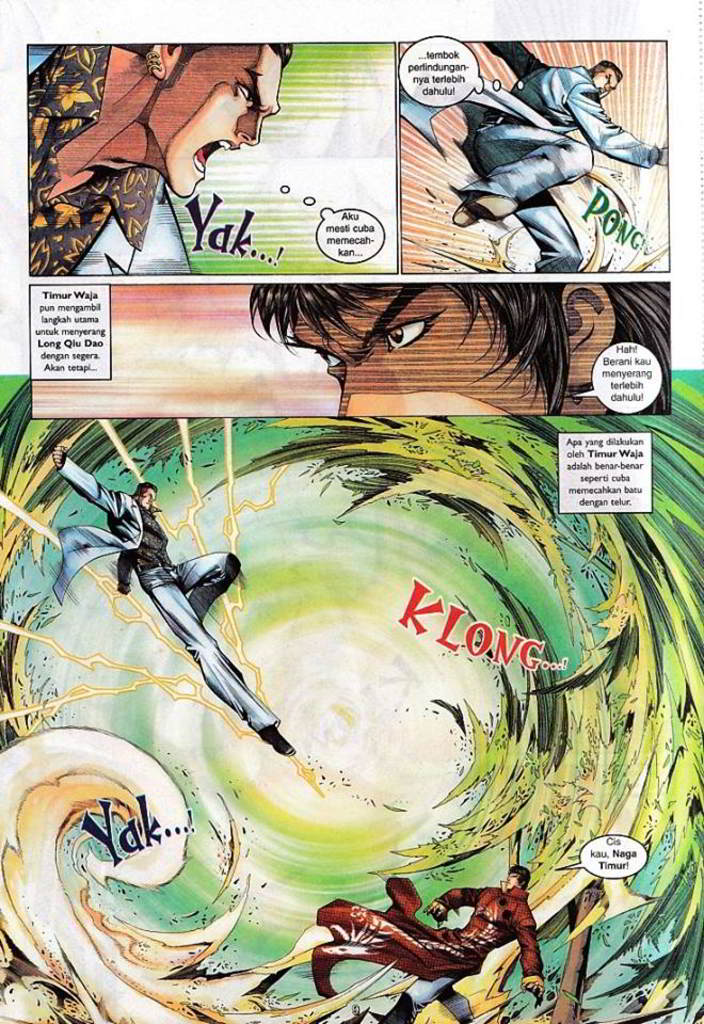 Yak...!
Aku
mesti cuba
memecah-
kan...
...tembok
perlindungan-
nya terlebih
dahulu!
PONG!
Timur Waja
pun mengambil
langkah utama
untuk menyerang
Long Qiu Dao
dengan segera.
Akan tetapi...
Hah!
Berani kau
menyerang
terlebih
dahulu!
Apa yang dilakukan
oleh Timur Waja
adalah benar-benar
seperti cuba
memecahkan batu
dengan telur.
KLONG...!
Yak...!
Cis
kau, Naga
Timur!